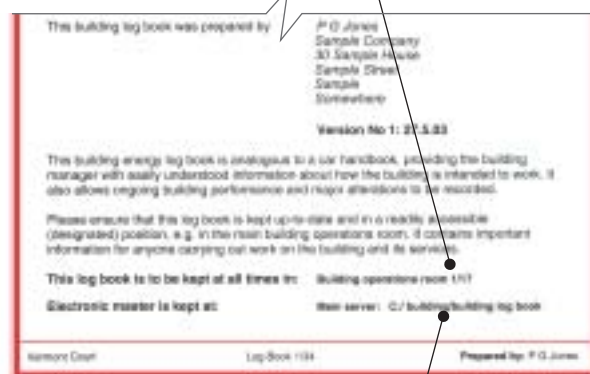 This building log book was prepared by P G Jones
Sample Company
30 Sample House
Sample Street
Sample
Somewhere
Version No 1: 27.5.03
This building energy log book is analogous to a car handbook, providing the building
manager with easily understood information about how the building is intended to work. It
also allows ongoing building performance and major alterations to be recorded.
Please ensure that this log book is kept up-to-date and in a readily accessible
(designated) position, e.g. in the main building operations room. It contains important
information for anyone carrying out work on the building and its services.
This log book is to be kept at all times in: Building operations room 1/17
Electronic master is kept at: Main server: C:/ building/building log book
Court Log Book Prepared by: P G Jones